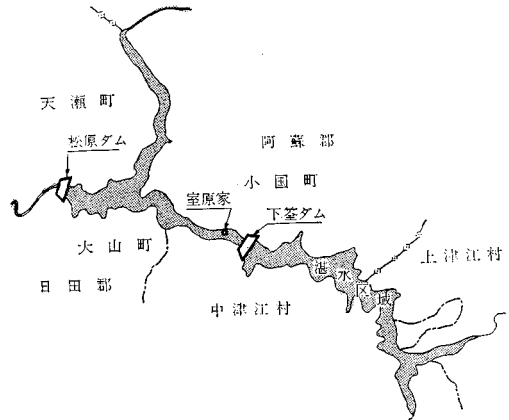 天瀬町
松原ダム
阿蘇郡
小国町
室原家
下筌ダム
大山町
湛水区域
上津江村
日田郡
中津江村